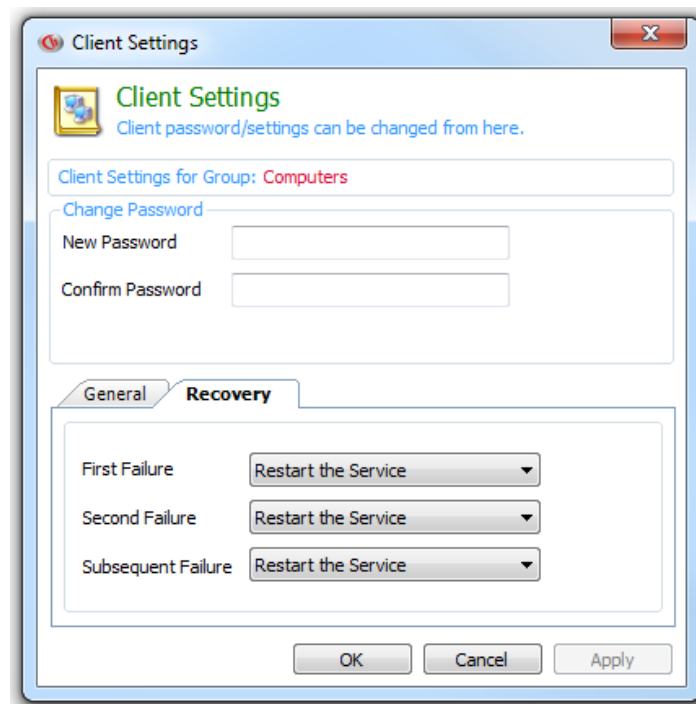 Client Settings
X
Client Settings
Client password/settings can be changed from here.
Client Settings for Group: Computers
Change Password
New Password
Confirm Password
General Recovery
First Failure Restart the Service
Second Failure Restart the Service
Subsequent Failure Restart the Service
OK Cancel Apply